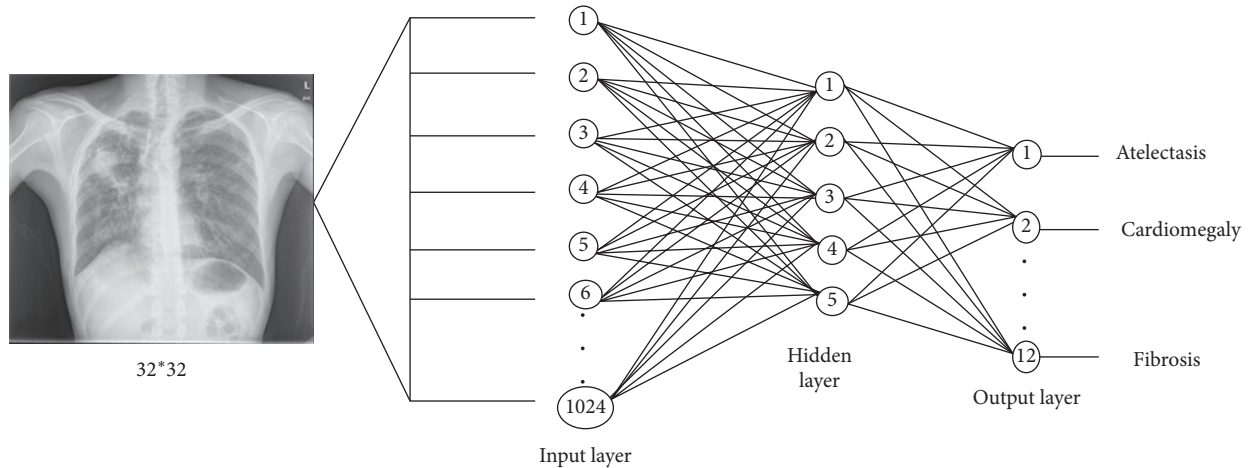 L
32*32
1
2
3
4
5
6
1024
Input layer
1
2
3
4
5
Hidden
layer
1
2
12
Output layer
Atelectasis
Cardiomegaly
Fibrosis